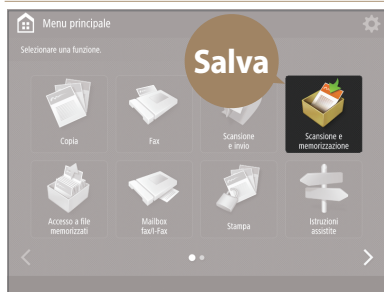 Menu principale
Selezionare una funzione.
Salva
Copia
Fax
Scansione
e invio
Scansione e
memorizzazione
Accesso a file
memorizzati
Mailbox
fax/I-Fax
Stampa
Istruzioni
assistite